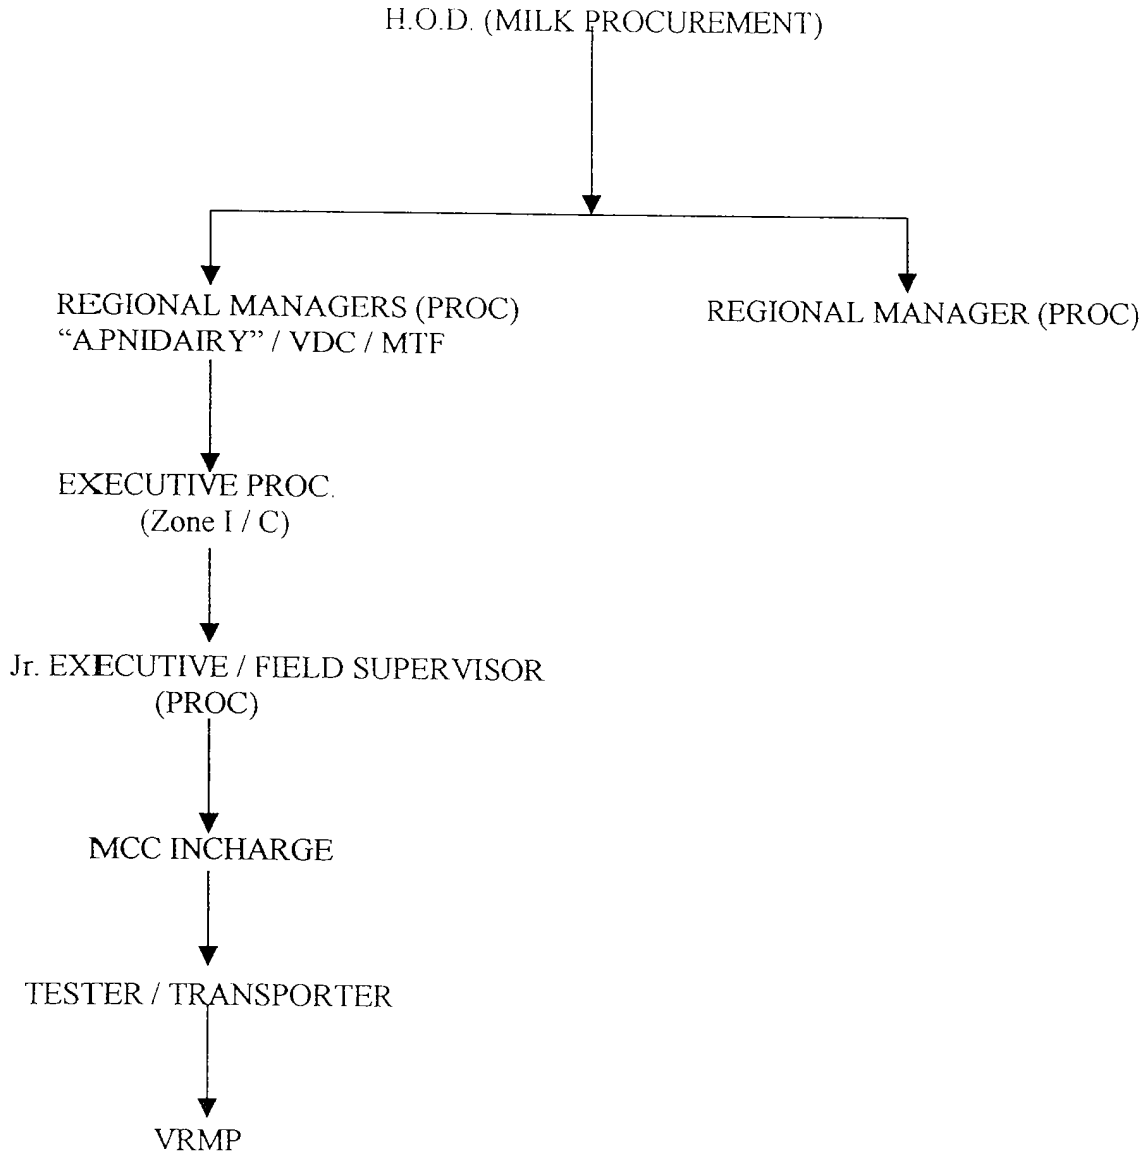 H.O.D. (MILK PROCUREMENT)
REGIONAL MANAGERS (PROC)
“APNIDAIRY” / VDC / MTF
REGIONAL MANAGER (PROC)
EXECUTIVE PROC.
(Zone I / C)
Jr. EXECUTIVE / FIELD SUPERVISOR
(PROC)
MCC INCHARGE
TESTER / TRANSPORTER
VRMP